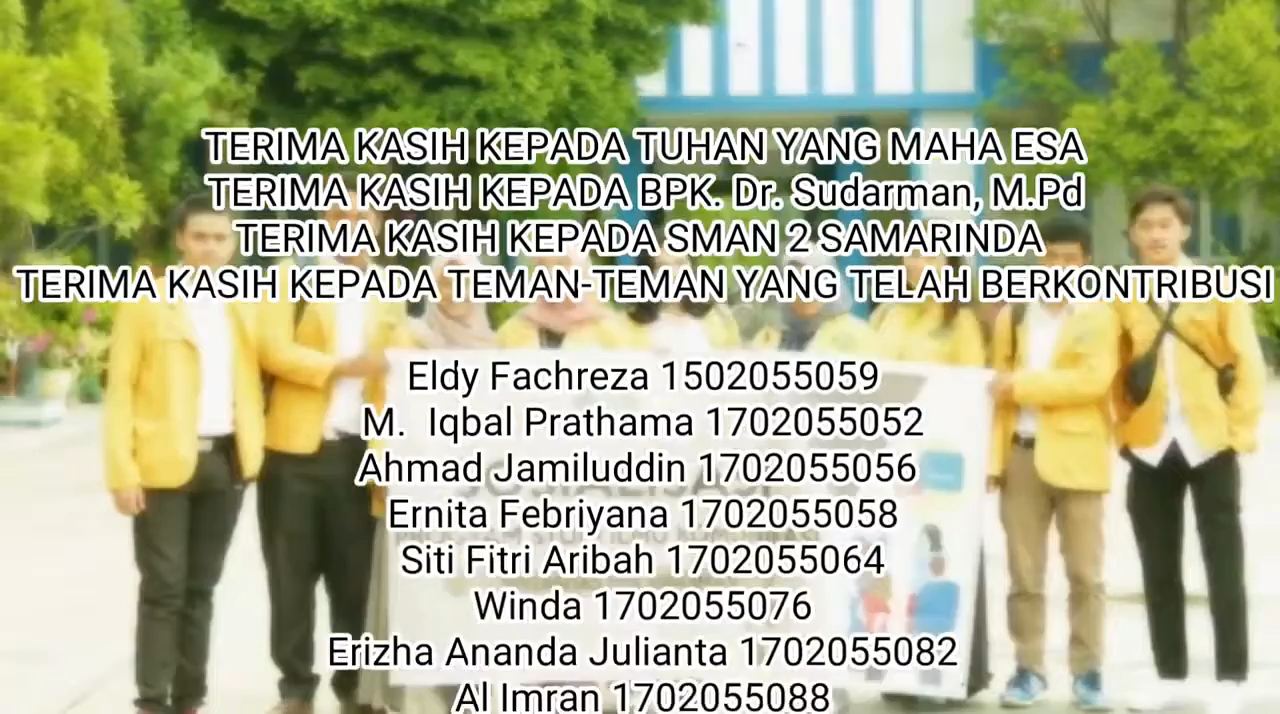 TERIMA KASIH KEPADA TUHAN YANG MAHA ESA
TERIMA KASIH KEPADA BPK. Dr. Sudarman, M.Pd
TERIMA KASIH KEPADA SMAN 2 SAMARINDA
TERIMA KASIH KEPADA TEMAN-TEMAN YANG TELAH BERKONTRIBUSI
Eldy Fachreza 1502055059
M.  Iqbal Prathama 1702055052
Ahmad Jamiluddin 1702055056
Ernita Febriyana 1702055058
Siti Fitri Aribah 1702055064
Winda 1702055076
Erizha Ananda Julianta 1702055082
Al Imran 1702055088